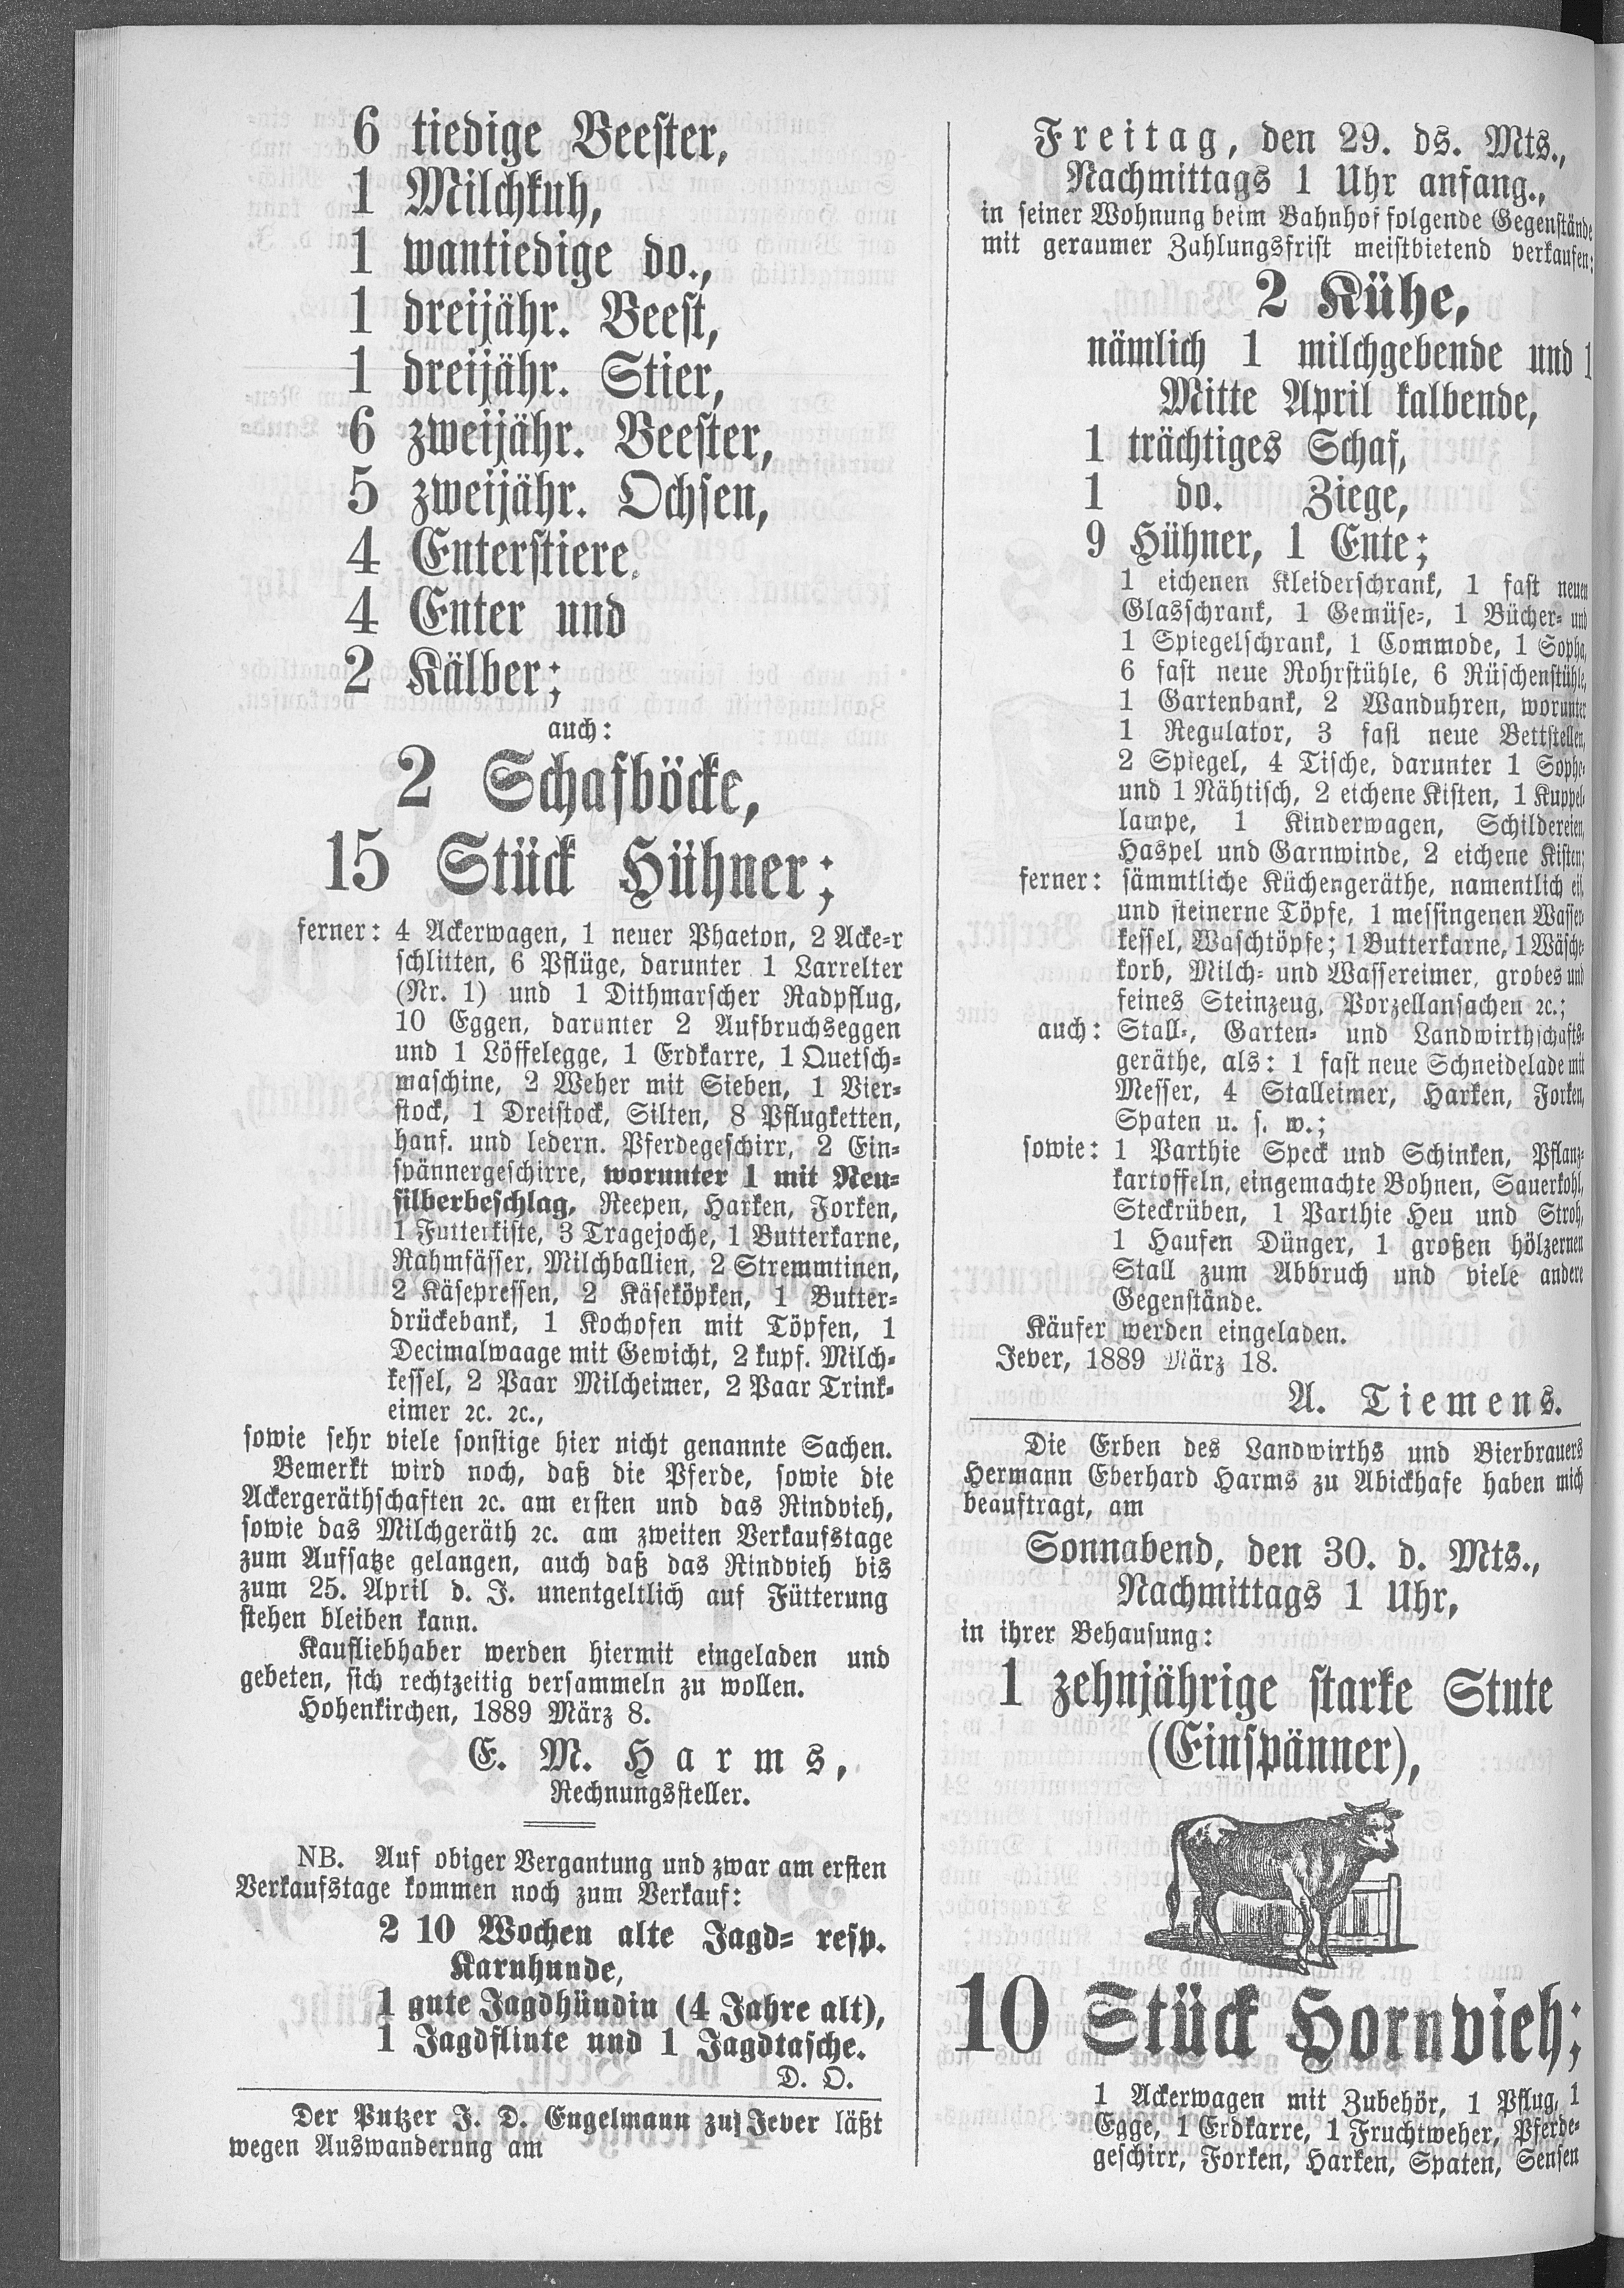 6 tiedige Beester,
1 Milchkuh,
1 wantiedige do.,
1 dreijähr. Beest,
1 dreijähr. Stier,
6 zweijähr. Beester,
5 zweijähr. Ochsen,
4 Enterstiere,
4 Enter und
2 Kälber;
auch:
2 Schafböcke,
15 Stück Hühner;
ferner: 4 Ackerwagen, 1 neuer Phaeton, 2 Acke=r
schlitten, 6 Pflüge, darunter 1 Larrelter
(Nr. 1) und 1 Dithmarscher Radpflug,
10 Eggen, darunter 2 Aufbruchseggen
und 1 Löffelegge, 1 Erdkarre, 1 Quetsch=
maschine, 2 Weher mit Sieben, 1 Vier=
stock, 1 Dreistock, Silten, 8 Pflugketten,
hanf. und ledern. Pferdegeschirr, 2 Ein=
spännergeschirre, worunter 1 mit Neu=
silberbeschlag, Reepen, Harken, Forken,
1 Futterkiste, 3 Tragejoche, 1 Butterkarne,
Rahmfässer, Milchballien, 2 Stremmtinen,
2 Käsepressen, 2 Käseköpken, 1 Butter=
drückebank, 1 Kochofen mit Töpfen, 1
Decimalwaage mit Gewicht, 2 kupf. Milch=
kessel, 2 Paar Milcheimer, 2 Paar Trink=
eimer ꝛc. ꝛc.,
sowie sehr viele sonstige hier nicht genannte Sachen.
Bemerkt wird noch, daß die Pferde, sowie die
Ackergeräthschaften ꝛc. am ersten und das Rindvieh,
sowie das Milchgeräth ꝛc. am zweiten Verkaufstage
zum Aufsatze gelangen, auch daß das Rindvieh bis
zum 25. April d. J. unentgeltlich auf Fütterung
stehen bleiben kann.
Kaufliebhaber werden hiermit eingeladen und
gebeten, sich rechtzeitig versammeln zu wollen.
Hohenkirchen, 1889 März 8.
E. M. Harms,
Rechnungssteller.
NB. Auf obiger Vergantung und zwar am ersten
Verkaufstage kommen noch zum Verkauf:
2 10 Wochen alte Jagd= resp.
Karnhunde,
1 gute Jagdhündin (4 Jahre alt),
1 Jagdflinte und 1 Jagdtasche.
D. O.
Der Putzer J. D. Engelmann zu Jever läßt
wegen Auswanderung am
Freitag, den 29. ds. Mts.,
Nachmittags 1 Uhr anfang.,
in seiner Wohnung beim Bahnhof folgende Gegenstände
mit geraumer Zahlungsfrist meistbietend verkaufen:
2 Kühe,
nämlich 1 milchgebende und 1
Mitte April kalbende,
1 trächtiges Schaf,
1 do. Ziege,
9 Hühner, 1 Ente;
1 eichenen Kleiderschrank, 1 fast neuen
Glasschrank, 1 Gemüse=, 1 Bücher= und
1 Spiegelschrank, 1 Commode, 1 Sopha,
6 fast neue Rohrstühle, 6 Rüschenstühle,
1 Gartenbank, 2 Wanduhren, worunter
1 Regulator, 3 fast neue Bettstellen,
2 Spiegel, 4 Tische, darunter 1 Sopha=
und 1 Nähtisch, 2 eichene Kisten, 1 Kuppel=
lampe, 1 Kinderwagen, Schildereien,
Haspel und Garnwinde, 2 eichene Kisten;
ferner: sämmtliche Küchengeräthe, namentlich eis.
und steinerne Töpfe, 1 messingenen Wasser=
kessel, Waschtöpfe; 1 Butterkarne, 1 Wäsche=
korb, Milch= und Wassereimer, grobes und
feines Steinzeug, Porzellansachen ꝛc.;
auch: Stall=, Garten= und Landwirthschafts=
geräthe, als: 1 fast neue Schneidelade mit
Messer, 4 Stalleimer, Harken, Forken,
Spaten u. s. w.;
sowie: 1 Parthie Speck und Schinken, Pflanz=
kartoffeln, eingemachte Bohnen, Sauerkohl,
Steckrüben, 1 Parthie Heu und Stroh,
1 Haufen Dünger, 1 großen hölzernen
Stall zum Abbruch und viele andere
Gegenstände.
Käufer werden eingeladen.
Jever, 1889 März 18.
A. Tiemens.
Die Erben des Landwirths und Bierbrauers
Hermann Eberhard Harms zu Abickhafe haben mich
beauftragt, am
Sonnabend, den 30. d. Mts.,
Nachmittags 1 Uhr,
in ihrer Behausung:
1 zehnjährige starke Stute
(Einspänner),
10 Stück Hornvieh;
1 Ackerwagen mit Zubehör, 1 Pflug, 1
Egge, 1 Erdkarre, 1 Fruchtweher, Pferde=
geschirr, Forken, Harken, Spaten, Sensen